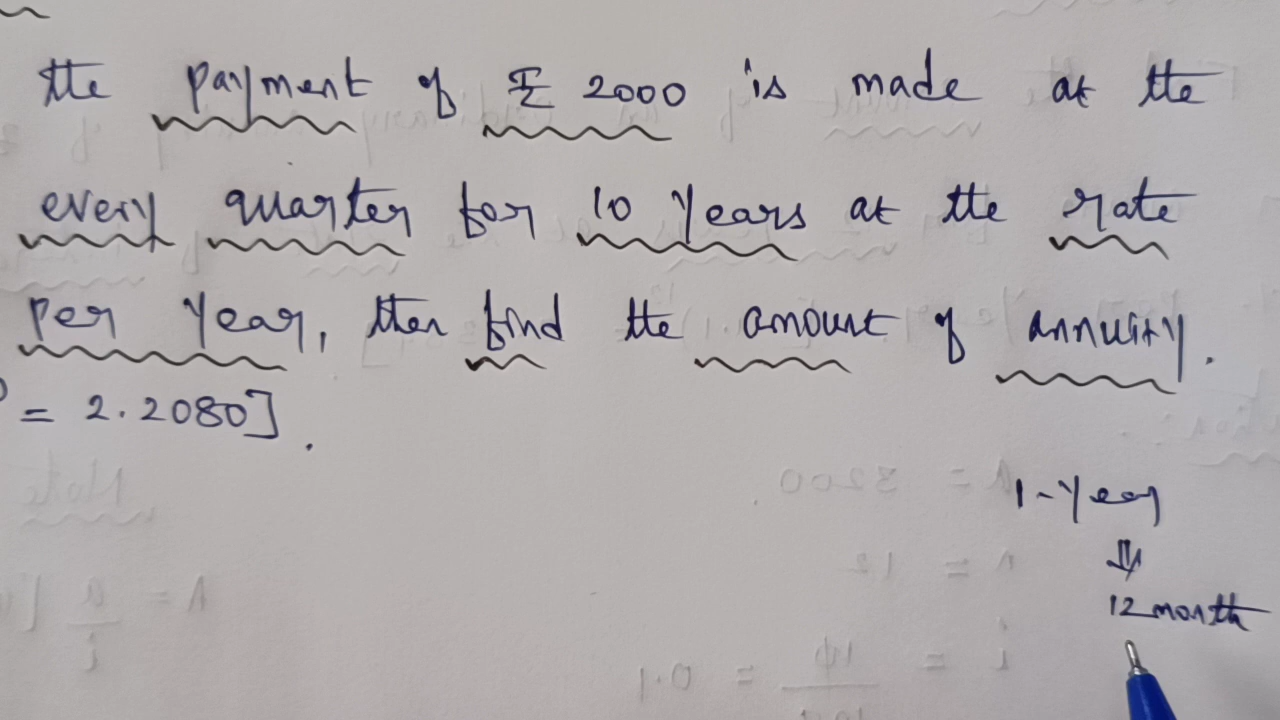 the payment of ₹ 2000 is made at the
every quarter for 10 years at the rate
per year, then find the amount of annuity.
= 2.2080].
1-year
⇓
12 month